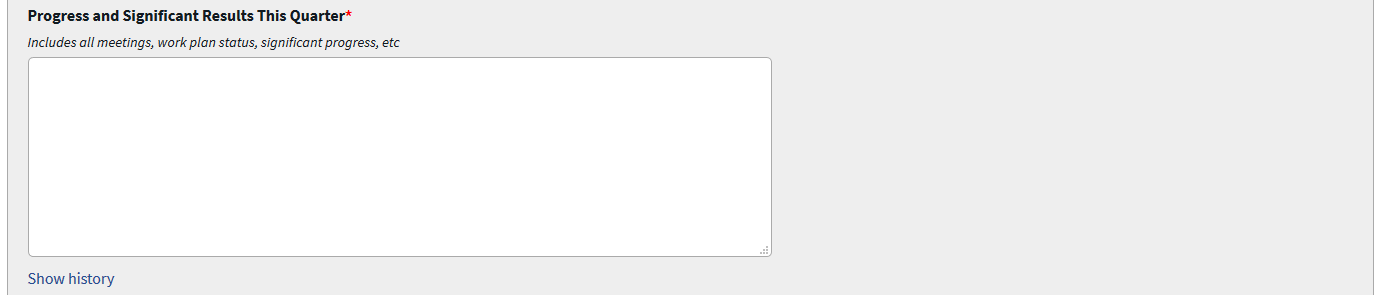 Progress and Significant Results This Quarter*
Includes all meetings, work plan status, significant progress, etc
Show history